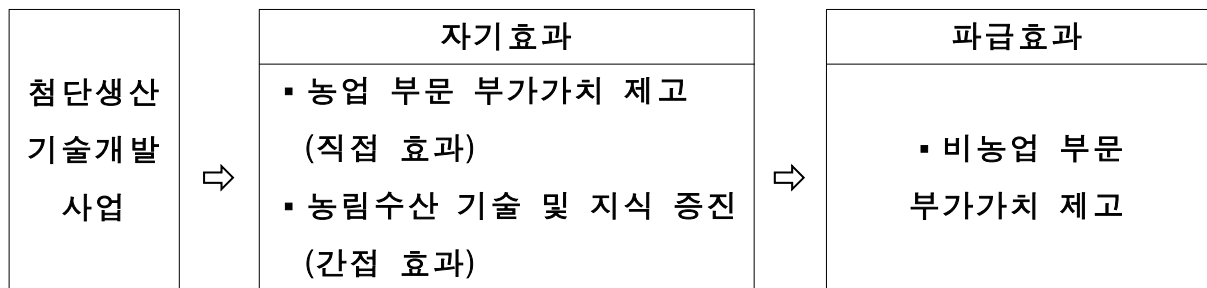 첨단생산
기술개발
사업
⇨
자기효과
▪ 농업 부문 부가가치 제고
(직접 효과)
▪ 농림수산 기술 및 지식 증진
(간접 효과)
⇨
파급효과
▪ 비농업 부문
부가가치 제고